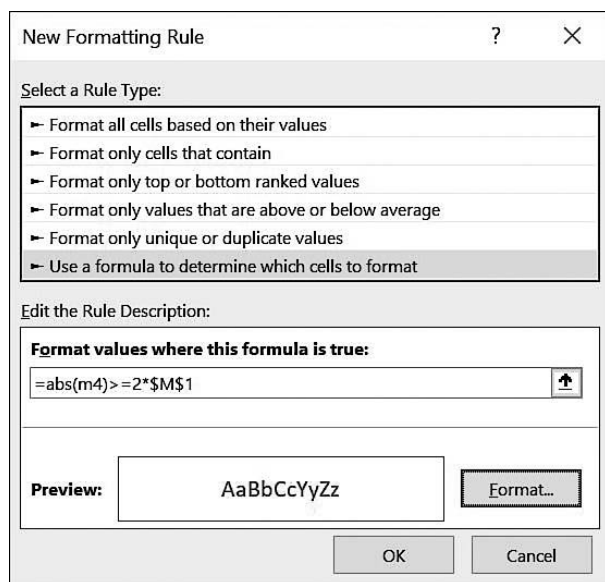 New Formatting Rule ? ×
Select a Rule Type:
► Format all cells based on their values
► Format only cells that contain
► Format only top or bottom ranked values
► Format only values that are above or below average
► Format only unique or duplicate values
► Use a formula to determine which cells to format
Edit the Rule Description:
Format values where this formula is true:
=abs(m4)>=2*$M$1
Preview: AaBbCcYyZz Format...
OK Cancel